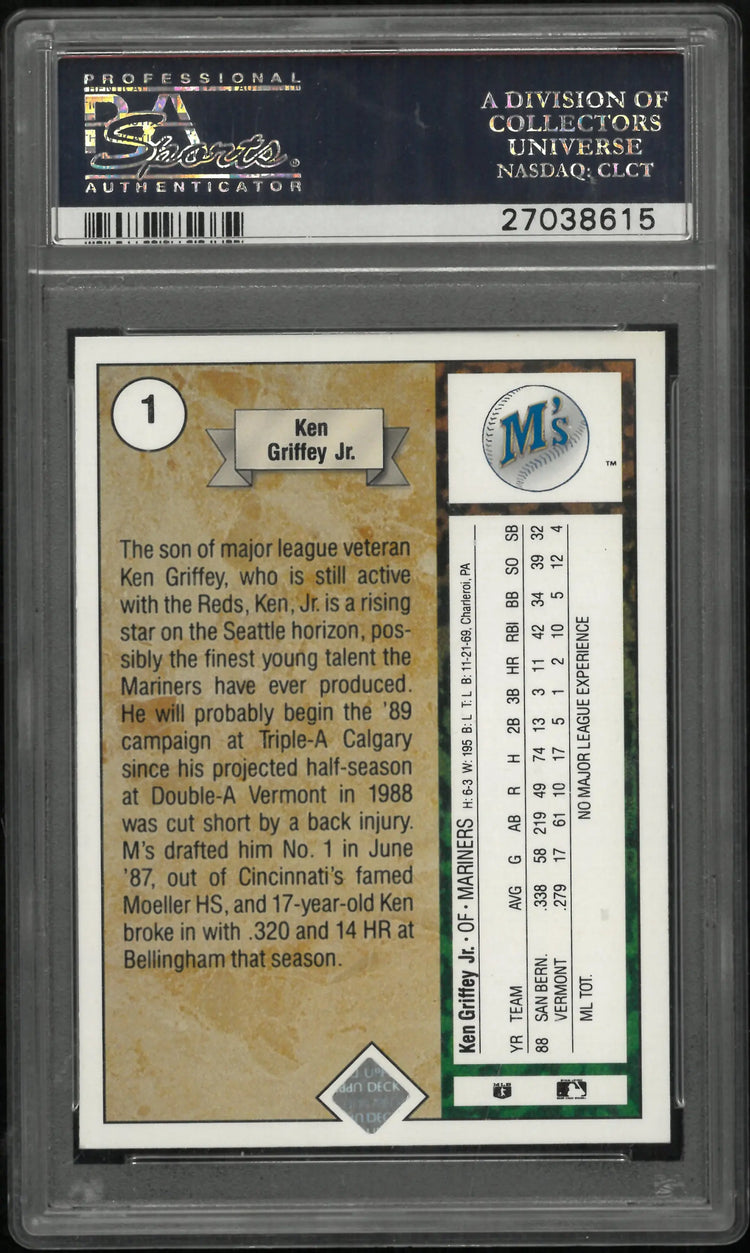 PROFESSIONAL
PSA
Sports.
AUTHENTICATOR
A DIVISION OF
COLLECTORS
UNIVERSE
NASDAQ: CLCT
27038615
1
Ken
Griffey Jr.
The son of major league veteran
Ken Griffey, who is still active
with the Reds, Ken, Jr. is a rising
star on the Seattle horizon, pos-
sibly the finest young talent the
Mariners have ever produced.
He will probably begin the '89
campaign at Triple-A Calgary
since his projected half-season
at Double-A Vermont in 1988
was cut short by a back injury.
M's drafted him No. 1 in June
'87, out of Cincinnati's famed
Moeller HS, and 17-year-old Ken
broke in with .320 and 14 HR at
Bellingham that season.
UPPER DECK
M's
™
Ken Griffey Jr. • OF • MARINERS H: 6-3 W: 195 B: L T: L B: 11-21-69, Charleroi, PA
YR TEAM AVG G AB R H 2B 3B HR RBI BB SO SB
88 SAN BERN. .338 58 219 49 74 13 3 11 42 34 39 32
VERMONT .279 17 61 10 17 5 1 2 10 5 12 4
ML TOT. NO MAJOR LEAGUE EXPERIENCE